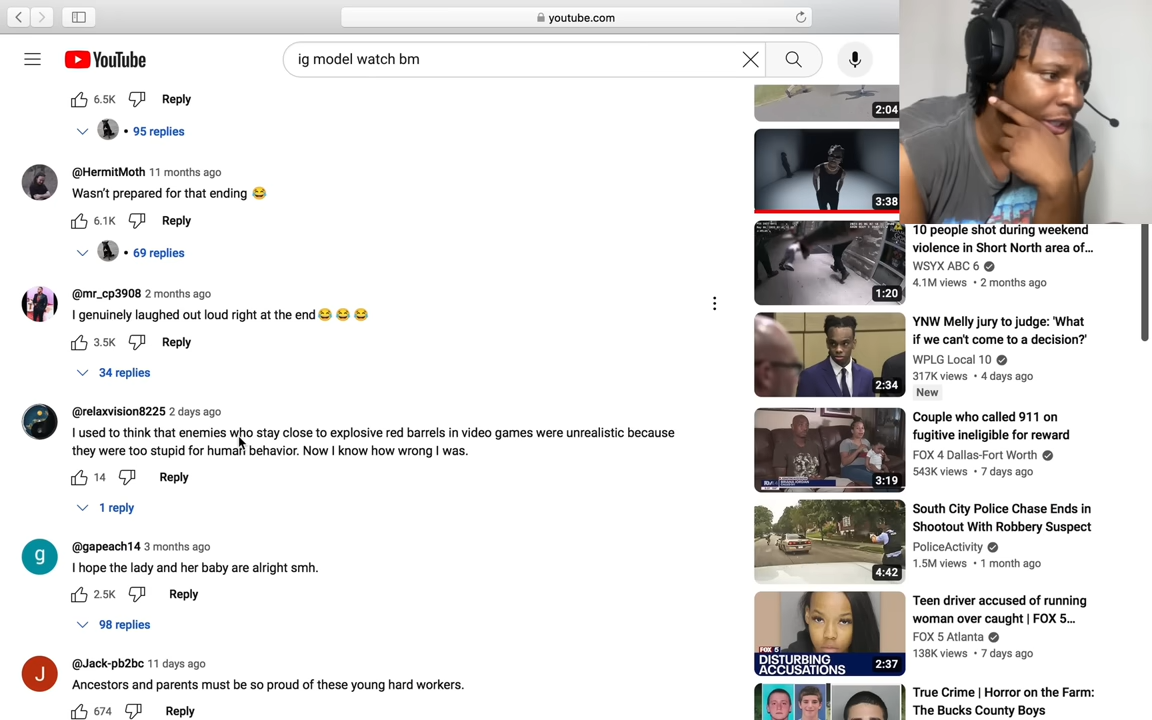 youtube.com
YouTube
ig model watch bm
6.5K
Reply
• 95 replies
@HermitMoth 11 months ago
Wasn't prepared for that ending 😂
6.1K
Reply
• 69 replies
@mr_cp3908 2 months ago
I genuinely laughed out loud right at the end😂 😂 😂
3.5K
Reply
34 replies
@relaxvision8225 2 days ago
I used to think that enemies who stay close to explosive red barrels in video games were unrealistic because
they were too stupid for human behavior. Now I know how wrong I was.
14
Reply
1 reply
g
@gapeach14 3 months ago
I hope the lady and her baby are alright smh.
2.5K
Reply
98 replies
J
@Jack-pb2bc 11 days ago
Ancestors and parents must be so proud of these young hard workers.
674
Reply
2:04
3:38
1:20
10 people shot during weekend
violence in Short North area of...
WSYX ABC 6
4.1M views • 2 months ago
2:34
YNW Melly jury to judge: 'What
if we can't come to a decision?'
WPLG Local 10
317K views • 4 days ago
New
3:19
Couple who called 911 on
fugitive ineligible for reward
FOX 4 Dallas-Fort Worth
543K views • 7 days ago
4:42
South City Police Chase Ends in
Shootout With Robbery Suspect
PoliceActivity
1.5M views • 1 month ago
FOX 5
DISTURBING
ACCUSATIONS
2:37
Teen driver accused of running
woman over caught | FOX 5...
FOX 5 Atlanta
138K views • 7 days ago
True Crime | Horror on the Farm:
The Bucks County Boys